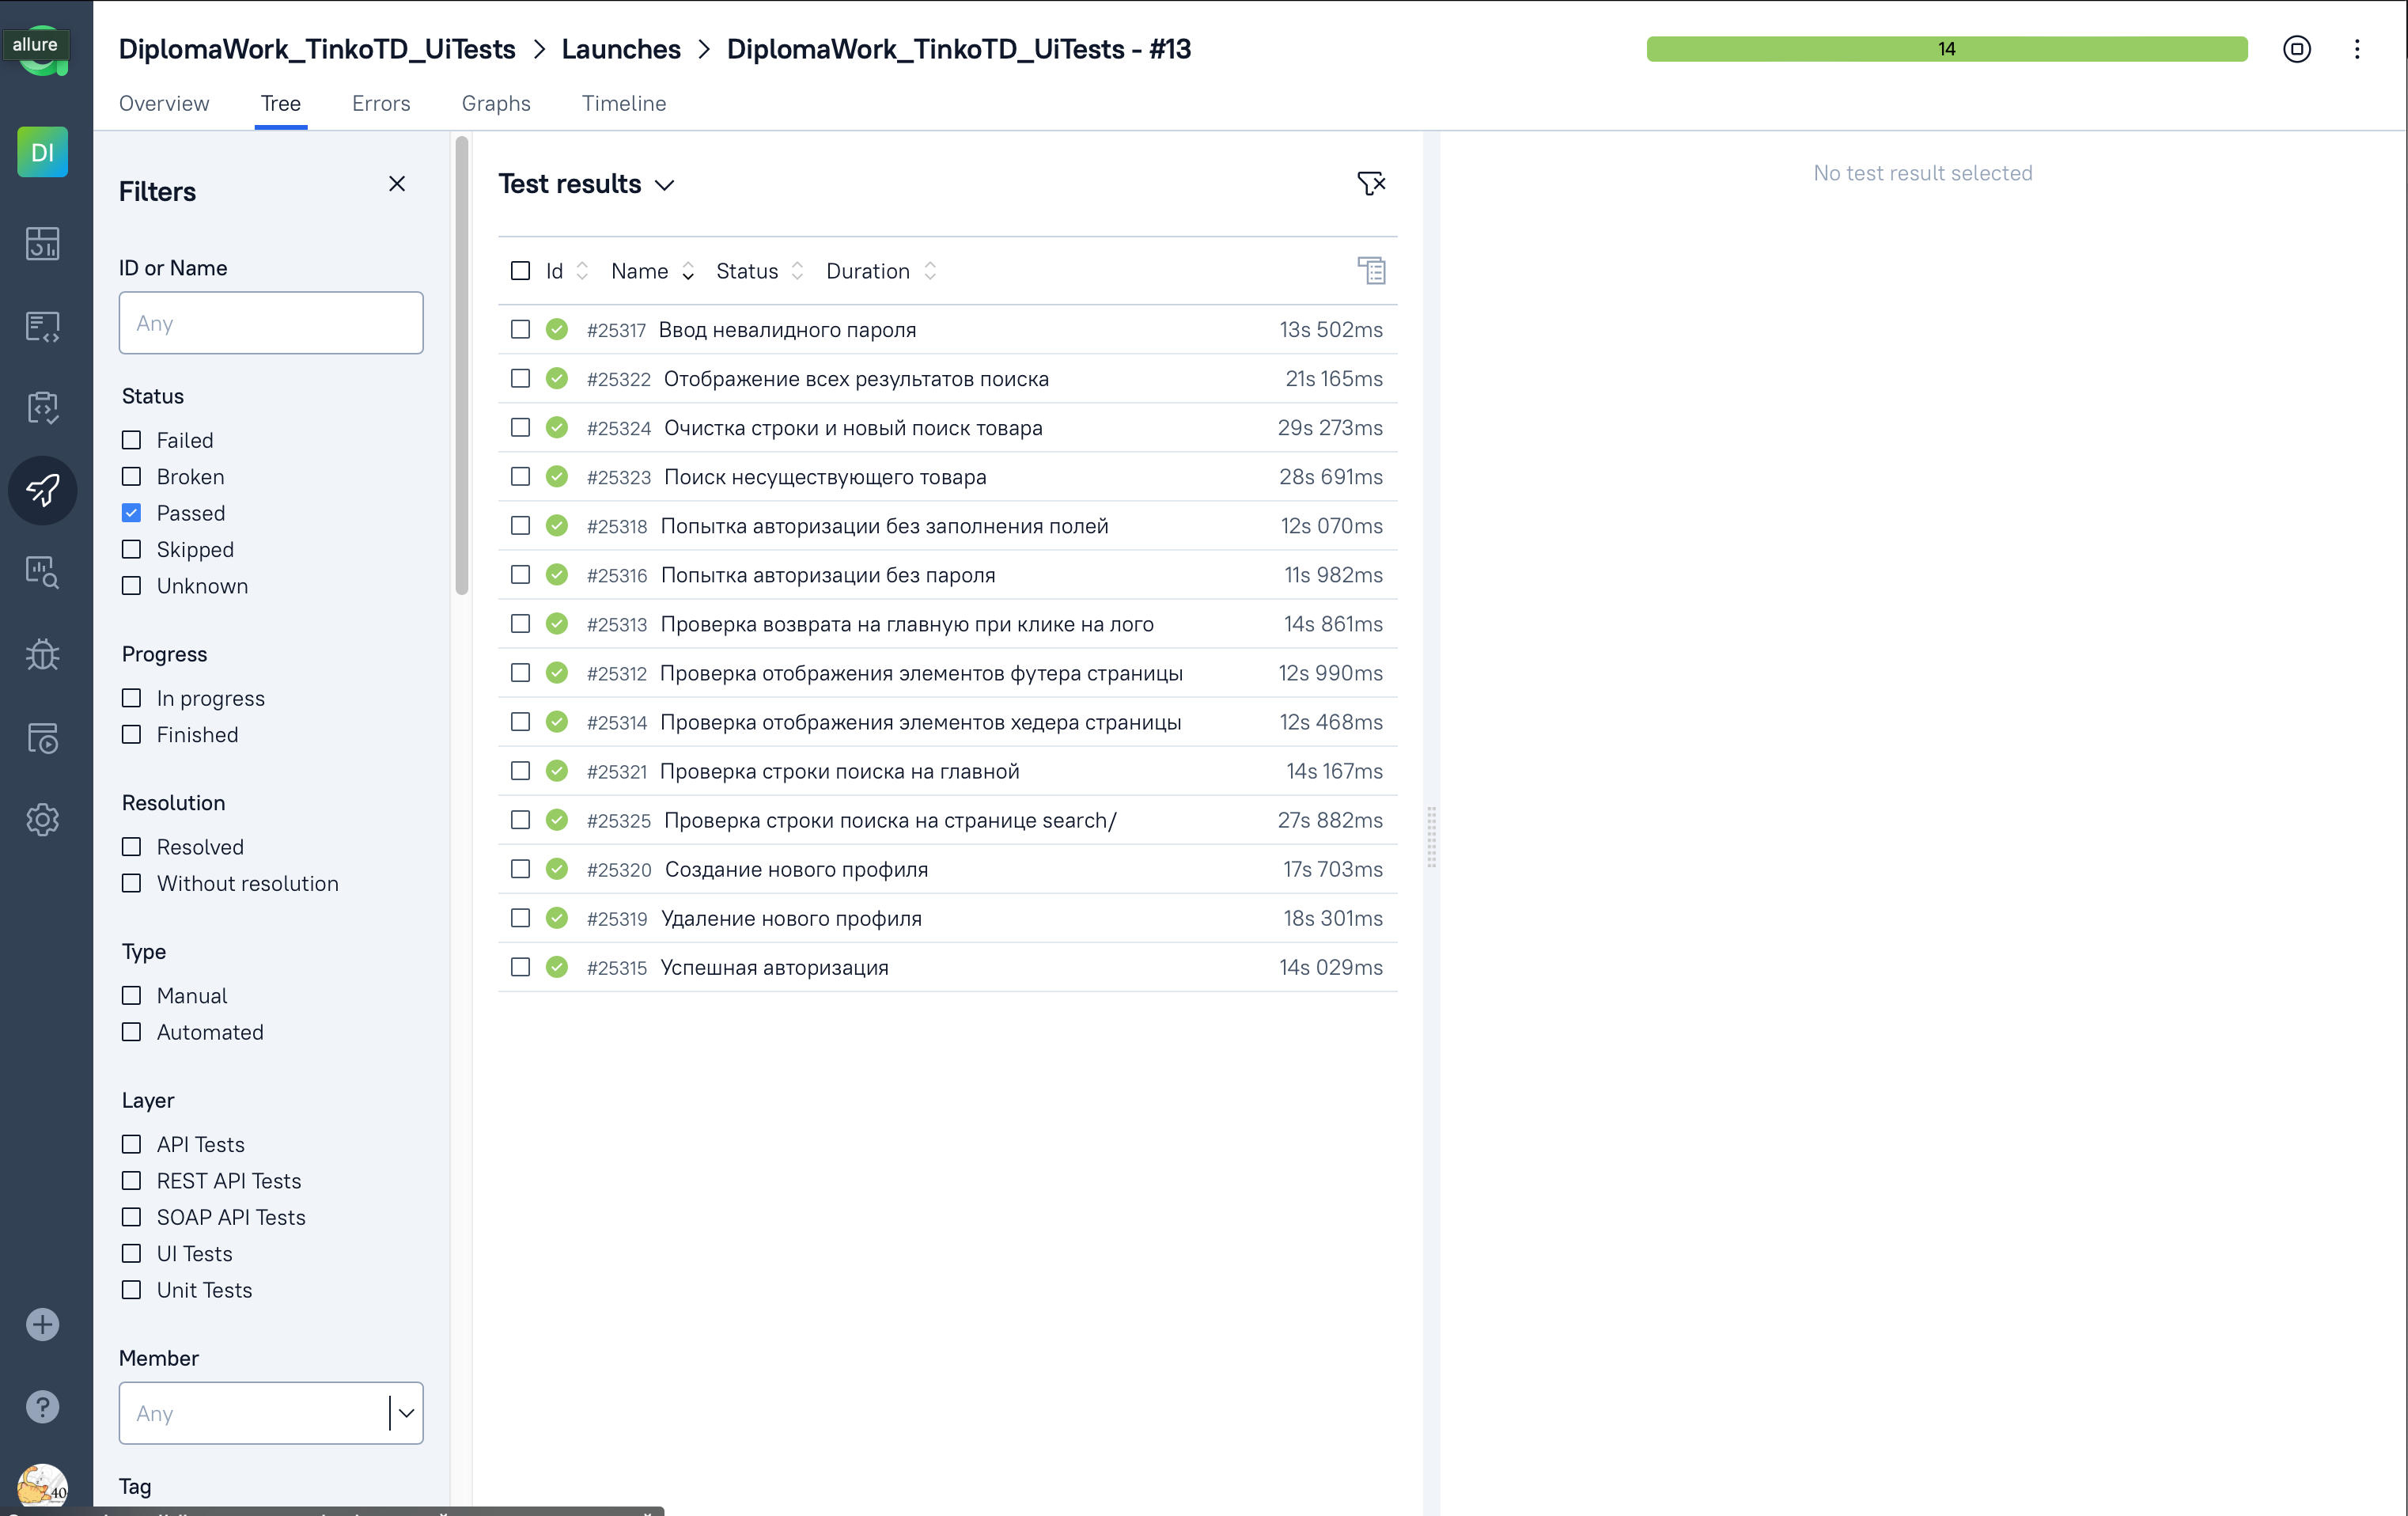 allure
DiplomaWork_TinkoTD_UiTests > Launches > DiplomaWork_TinkoTD_UiTests - #13
14
Overview Tree Errors Graphs Timeline
DI
Filters
ID or Name
Any
Status
Failed
Broken
Passed
Skipped
Unknown
Progress
In progress
Finished
Resolution
Resolved
Without resolution
Type
Manual
Automated
Layer
API Tests
REST API Tests
SOAP API Tests
UI Tests
Unit Tests
Member
Any
Tag
40
Test results
Id Name Status Duration
#25317 Ввод невалидного пароля 13s 502ms
#25322 Отображение всех результатов поиска 21s 165ms
#25324 Очистка строки и новый поиск товара 29s 273ms
#25323 Поиск несуществующего товара 28s 691ms
#25318 Попытка авторизации без заполнения полей 12s 070ms
#25316 Попытка авторизации без пароля 11s 982ms
#25313 Проверка возврата на главную при клике на лого 14s 861ms
#25312 Проверка отображения элементов футера страницы 12s 990ms
#25314 Проверка отображения элементов хедера страницы 12s 468ms
#25321 Проверка строки поиска на главной 14s 167ms
#25325 Проверка строки поиска на странице search/ 27s 882ms
#25320 Создание нового профиля 17s 703ms
#25319 Удаление нового профиля 18s 301ms
#25315 Успешная авторизация 14s 029ms
No test result selected